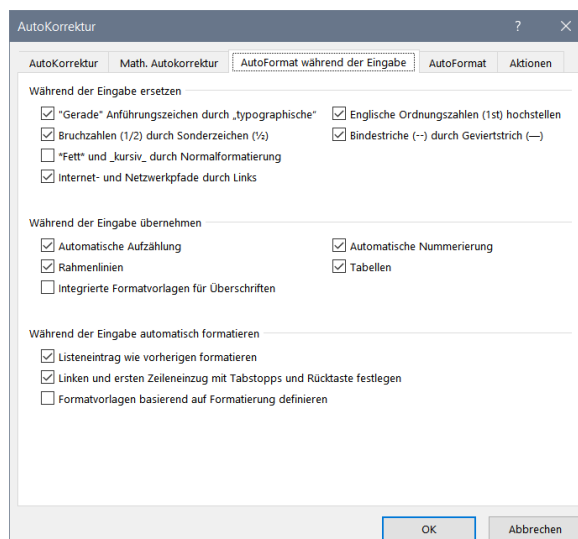 AutoKorrektur ? ×
AutoKorrektur Math. Autokorrektur AutoFormat während der Eingabe AutoFormat Aktionen
Während der Eingabe ersetzen
"Gerade" Anführungszeichen durch „typographische“ Englische Ordnungszahlen (1st) hochstellen
Bruchzahlen (1/2) durch Sonderzeichen (½) Bindestriche (--) durch Geviertstrich (—)
*Fett* und _kursiv_ durch Normalformatierung
Internet- und Netzwerkpfade durch Links
Während der Eingabe übernehmen
Automatische Aufzählung Automatische Nummerierung
Rahmenlinien Tabellen
Integrierte Formatvorlagen für Überschriften
Während der Eingabe automatisch formatieren
Listeneintrag wie vorherigen formatieren
Linken und ersten Zeileneinzug mit Tabstopps und Rücktaste festlegen
Formatvorlagen basierend auf Formatierung definieren
OK Abbrechen